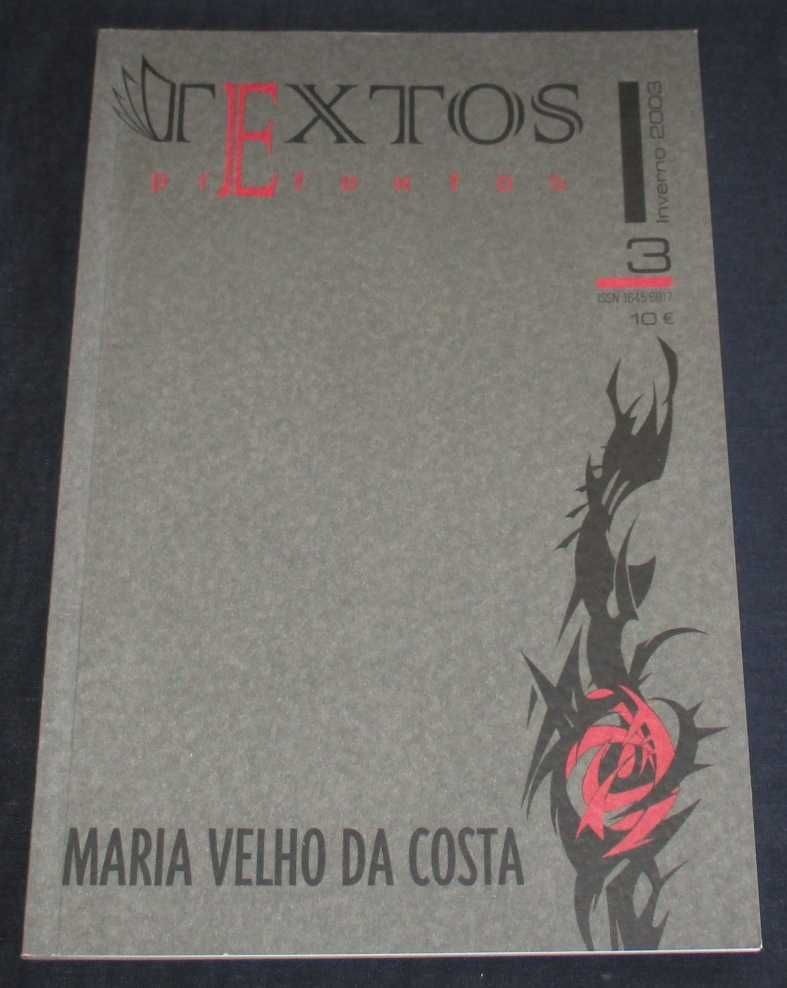 TEXTOS
pretextos
Inverno 2003
3
ISSN 1645-6017
10 €
MARIA VELHO DA COSTA